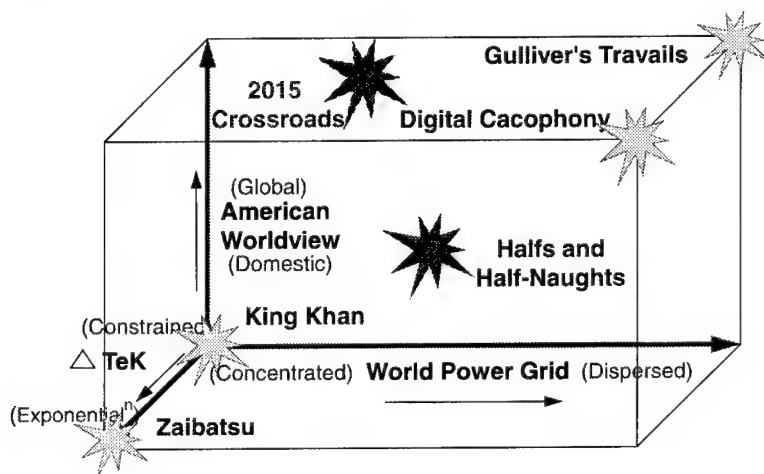 Gulliver's Travails
2015
Crossroads
Digital Cacophony
(Global)
American
Worldview
(Domestic)
Halfs and
Half-Naughts
King Khan
(Constrained)
△ TeK
(Concentrated) World Power Grid (Dispersed)
(Exponentialⁿ)
Zaibatsu